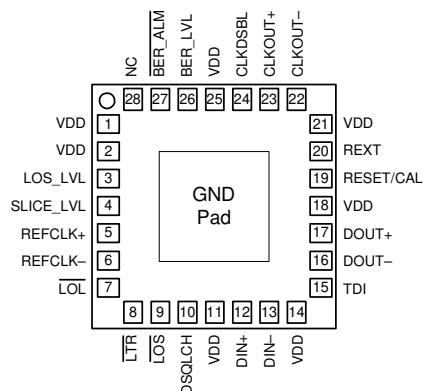 NC
BER_ALM
BER_LVL
VDD
CLKDSBL
CLKOUT+
CLKOUT–
28 27 26 25 24 23 22
VDD 1
VDD 2
LOS_LVL 3
SLICE_LVL 4
REFCLK+ 5
REFCLK– 6
LOL 7
GND
Pad
21 VDD
20 REXT
19 RESET/CAL
18 VDD
17 DOUT+
16 DOUT–
15 TDI
8 9 10 11 12 13 14
LTR
LOS
DSQLCH
VDD
DIN+
DIN–
VDD